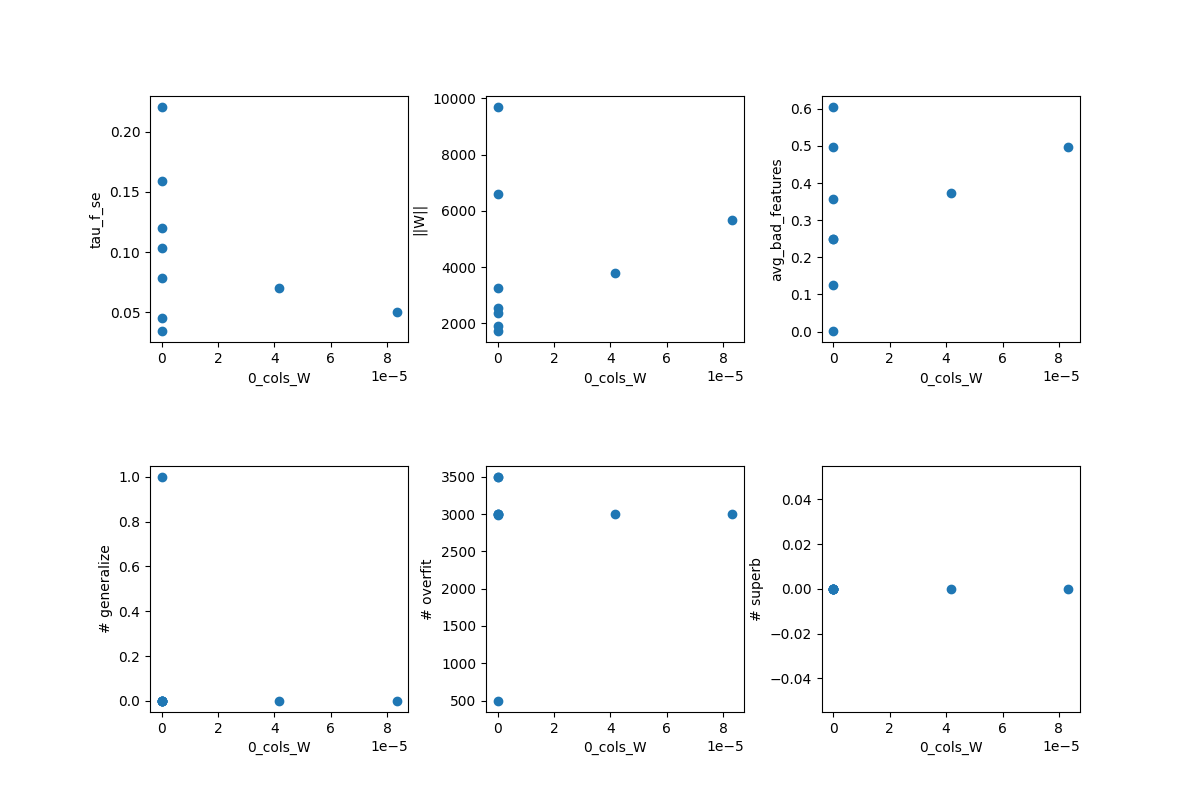 0.20
0.15
0.10
0.05
tau_f_se
0 2 4 6 8
1e−5
0_cols_W
10000
8000
6000
4000
2000
||W||
0 2 4 6 8
1e−5
0_cols_W
0.6
0.5
0.4
0.3
0.2
0.1
0.0
avg_bad_features
0 2 4 6 8
1e−5
0_cols_W
1.0
0.8
0.6
0.4
0.2
0.0
# generalize
0 2 4 6 8
1e−5
0_cols_W
3500
3000
2500
2000
1500
1000
500
# overfit
0 2 4 6 8
1e−5
0_cols_W
0.04
0.02
0.00
−0.02
−0.04
# superb
0 2 4 6 8
1e−5
0_cols_W